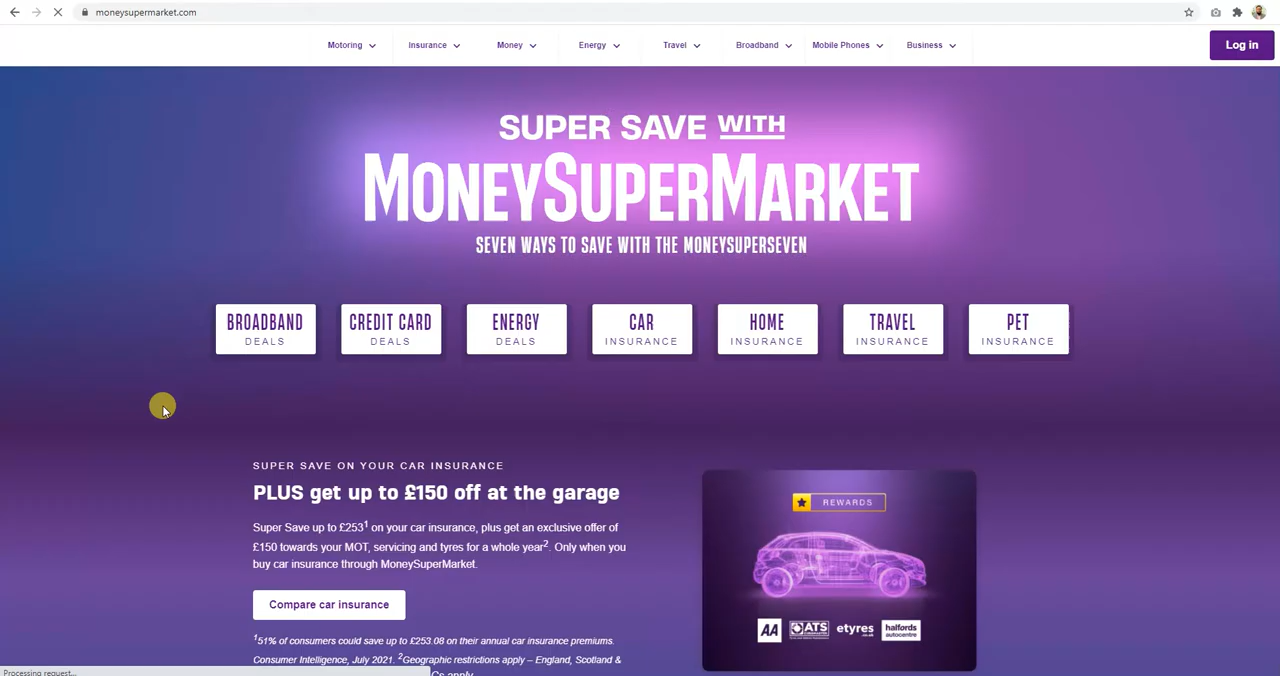 moneysupermarket.com
Motoring Insurance Money Energy Travel Broadband Mobile Phones Business
Log in
SUPER SAVE WITH
MONEYSUPERMARKET
SEVEN WAYS TO SAVE WITH THE MONEYSUPERSEVEN
BROADBAND
DEALS
CREDIT CARD
DEALS
ENERGY
DEALS
CAR
INSURANCE
HOME
INSURANCE
TRAVEL
INSURANCE
PET
INSURANCE
SUPER SAVE ON YOUR CAR INSURANCE
PLUS get up to £150 off at the garage
Super Save up to £253¹ on your car insurance, plus get an exclusive offer of
£150 towards your MOT, servicing and tyres for a whole year². Only when you
buy car insurance through MoneySuperMarket.
Compare car insurance
¹51% of consumers could save up to £253.08 on their annual car insurance premiums.
Consumer Intelligence, July 2021. ²Geographic restrictions apply – England, Scotland &
Cs apply
REWARDS
AA
ATS
etyres
.co.uk
halfords
autocentre
Processing request...